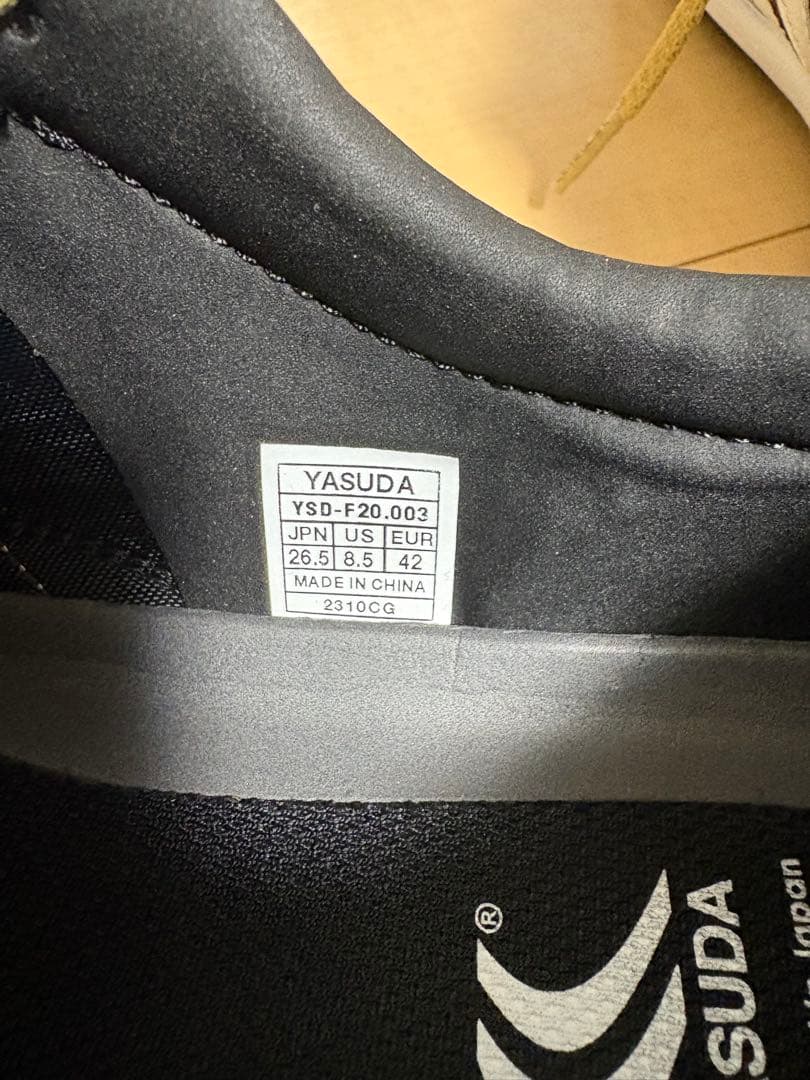 YASUDA
YSD-F20.003
JPN US EUR
26.5 8.5 42
MADE IN CHINA
2310CG
®
SUDA